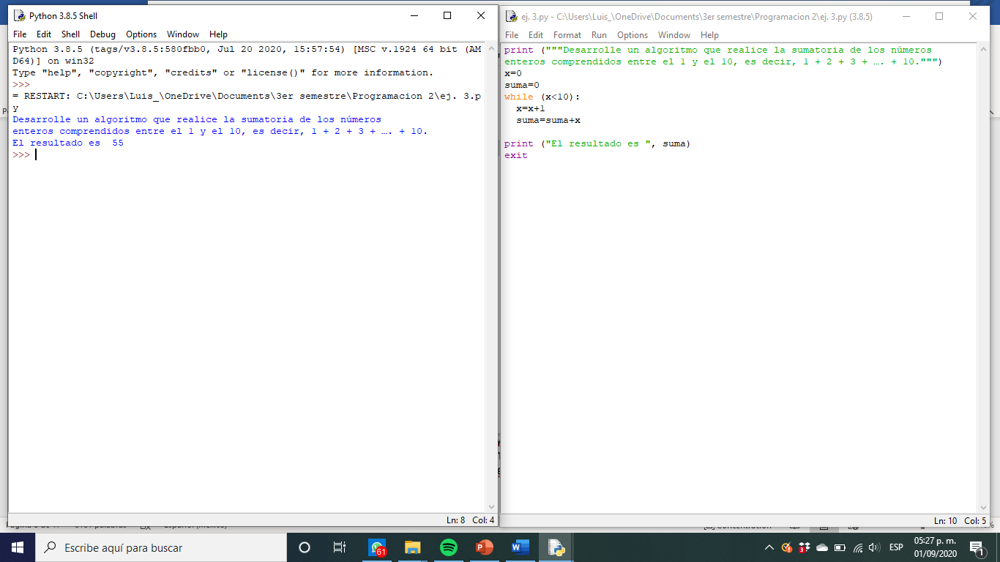 Python 3.8.5 Shell
File Edit Shell Debug Options Window Help
Python 3.8.5 (tags/v3.8.5:580fbb0, Jul 20 2020, 15:57:54) [MSC v.1924 64 bit (AM
D64)] on win32
Type "help", "copyright", "credits" or "license()" for more information.
>>>
= RESTART: C:\Users\Luis_\OneDrive\Documents\3er semestre\Programacion 2\ej. 3.p
y
Desarrolle un algoritmo que realice la sumatoria de los números
enteros comprendidos entre el 1 y el 10, es decir, 1 + 2 + 3 + …. + 10.
El resultado es  55
>>>
Ln: 8 Col: 4
ej. 3.py - C:\Users\Luis_\OneDrive\Documents\3er semestre\Programacion 2\ej. 3.py (3.8.5)
File Edit Format Run Options Window Help
print ("""Desarrolle un algoritmo que realice la sumatoria de los números
enteros comprendidos entre el 1 y el 10, es decir, 1 + 2 + 3 + …. + 10.""")
x=0
suma=0
while (x<10):
  x=x+1
  suma=suma+x
print ("El resultado es ", suma)
exit
Ln: 10 Col: 5
Escribe aquí para buscar
61
3
ESP
05:27 p. m.
01/09/2020
1